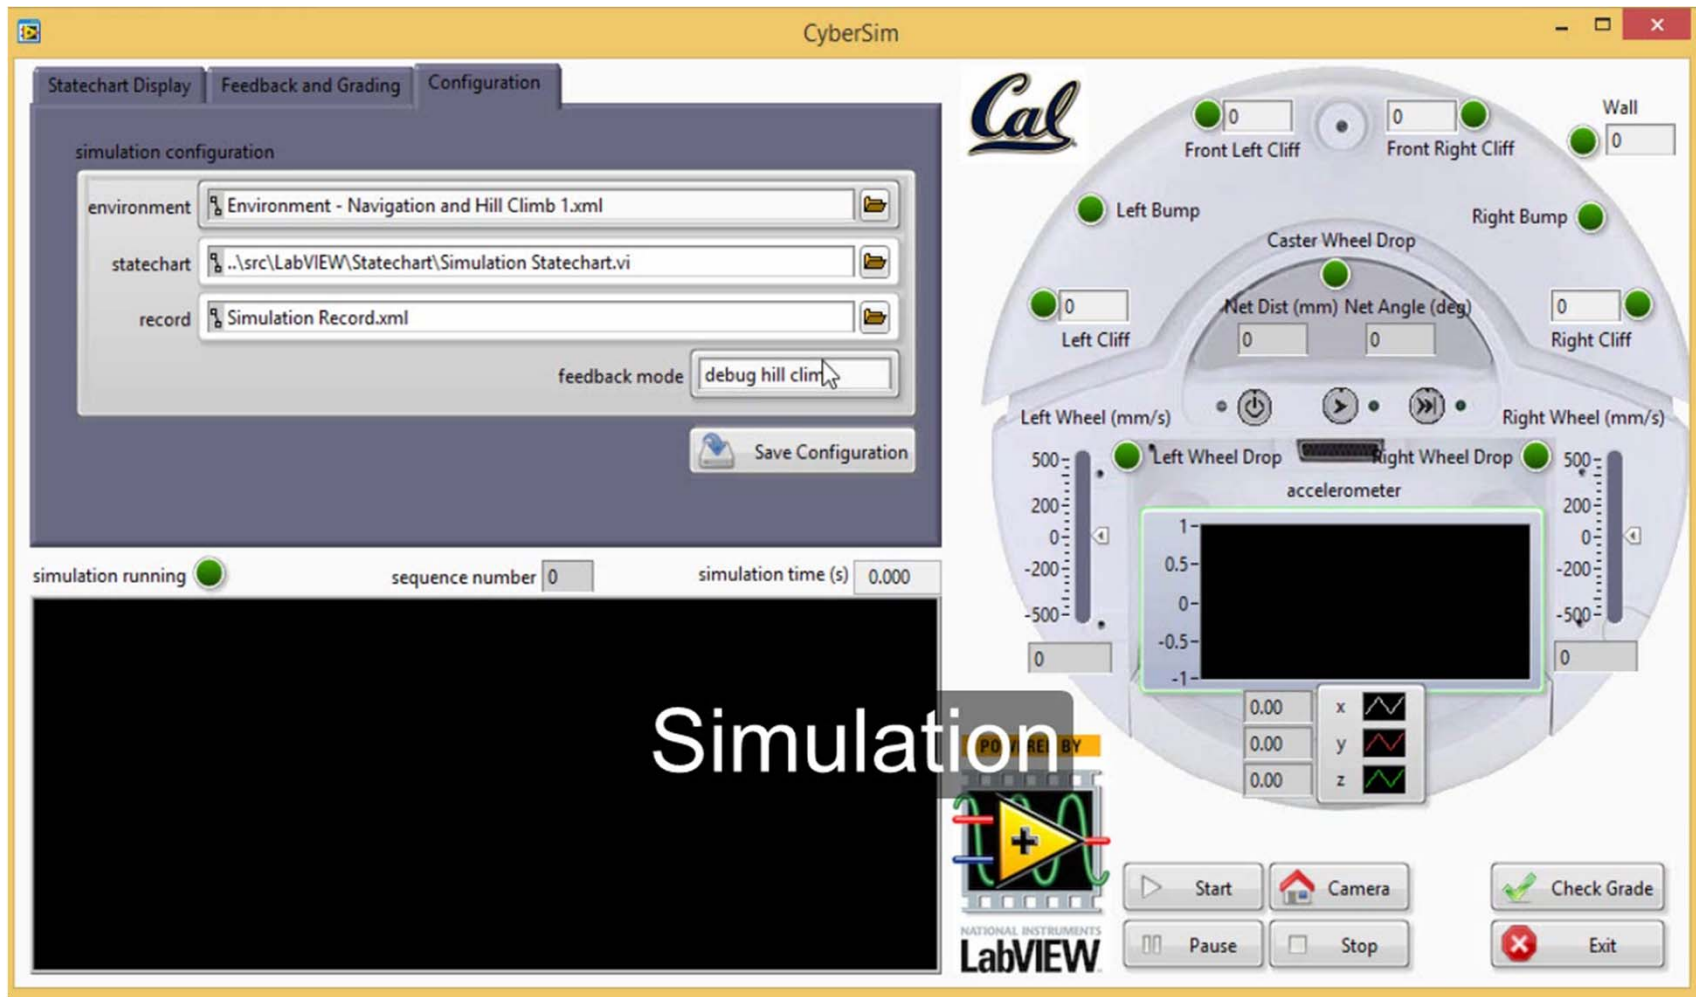 CyberSim
Statechart Display
Feedback and Grading
Configuration
simulation configuration
environment
Environment - Navigation and Hill Climb 1.xml
statechart
..\src\LabVIEW\Statechart\Simulation Statechart.vi
record
Simulation Record.xml
feedback mode
debug hill clim
Save Configuration
simulation running
sequence number 0
simulation time (s) 0.000
Simulation
Cal
0
Front Left Cliff
0
Front Right Cliff
Wall
0
Left Bump
Right Bump
Caster Wheel Drop
0
Left Cliff
Net Dist (mm) Net Angle (deg)
0 0
0
Right Cliff
Left Wheel (mm/s)
Right Wheel (mm/s)
500
200
0
-200
-500
0
Left Wheel Drop
Right Wheel Drop
500
200
0
-200
-500
0
accelerometer
1
0.5
0
-0.5
-1
0.00 x
0.00 y
0.00 z
POWERED BY
NATIONAL INSTRUMENTS
LabVIEW
Start
Camera
Check Grade
Pause
Stop
Exit